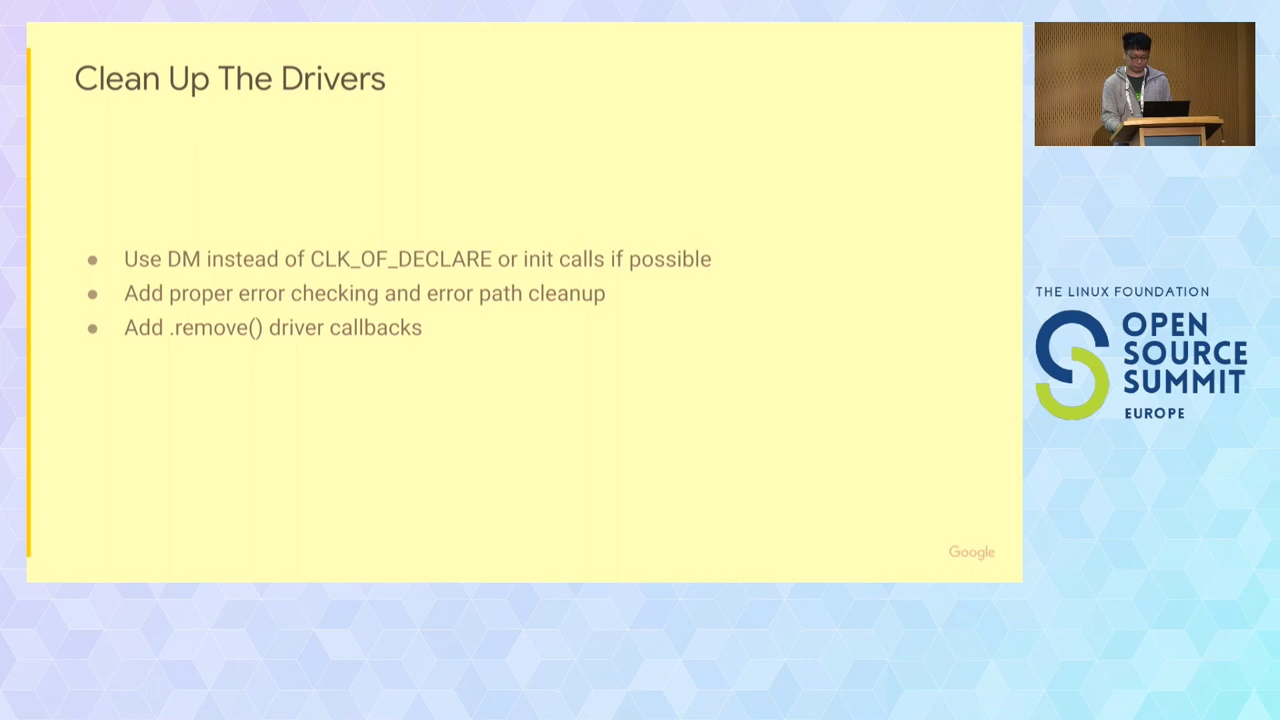 Clean Up The Drivers
● Use DM instead of CLK_OF_DECLARE or init calls if possible
● Add proper error checking and error path cleanup
● Add .remove() driver callbacks
Google
THE LINUX FOUNDATION
OPEN
SOURCE
SUMMIT
EUROPE